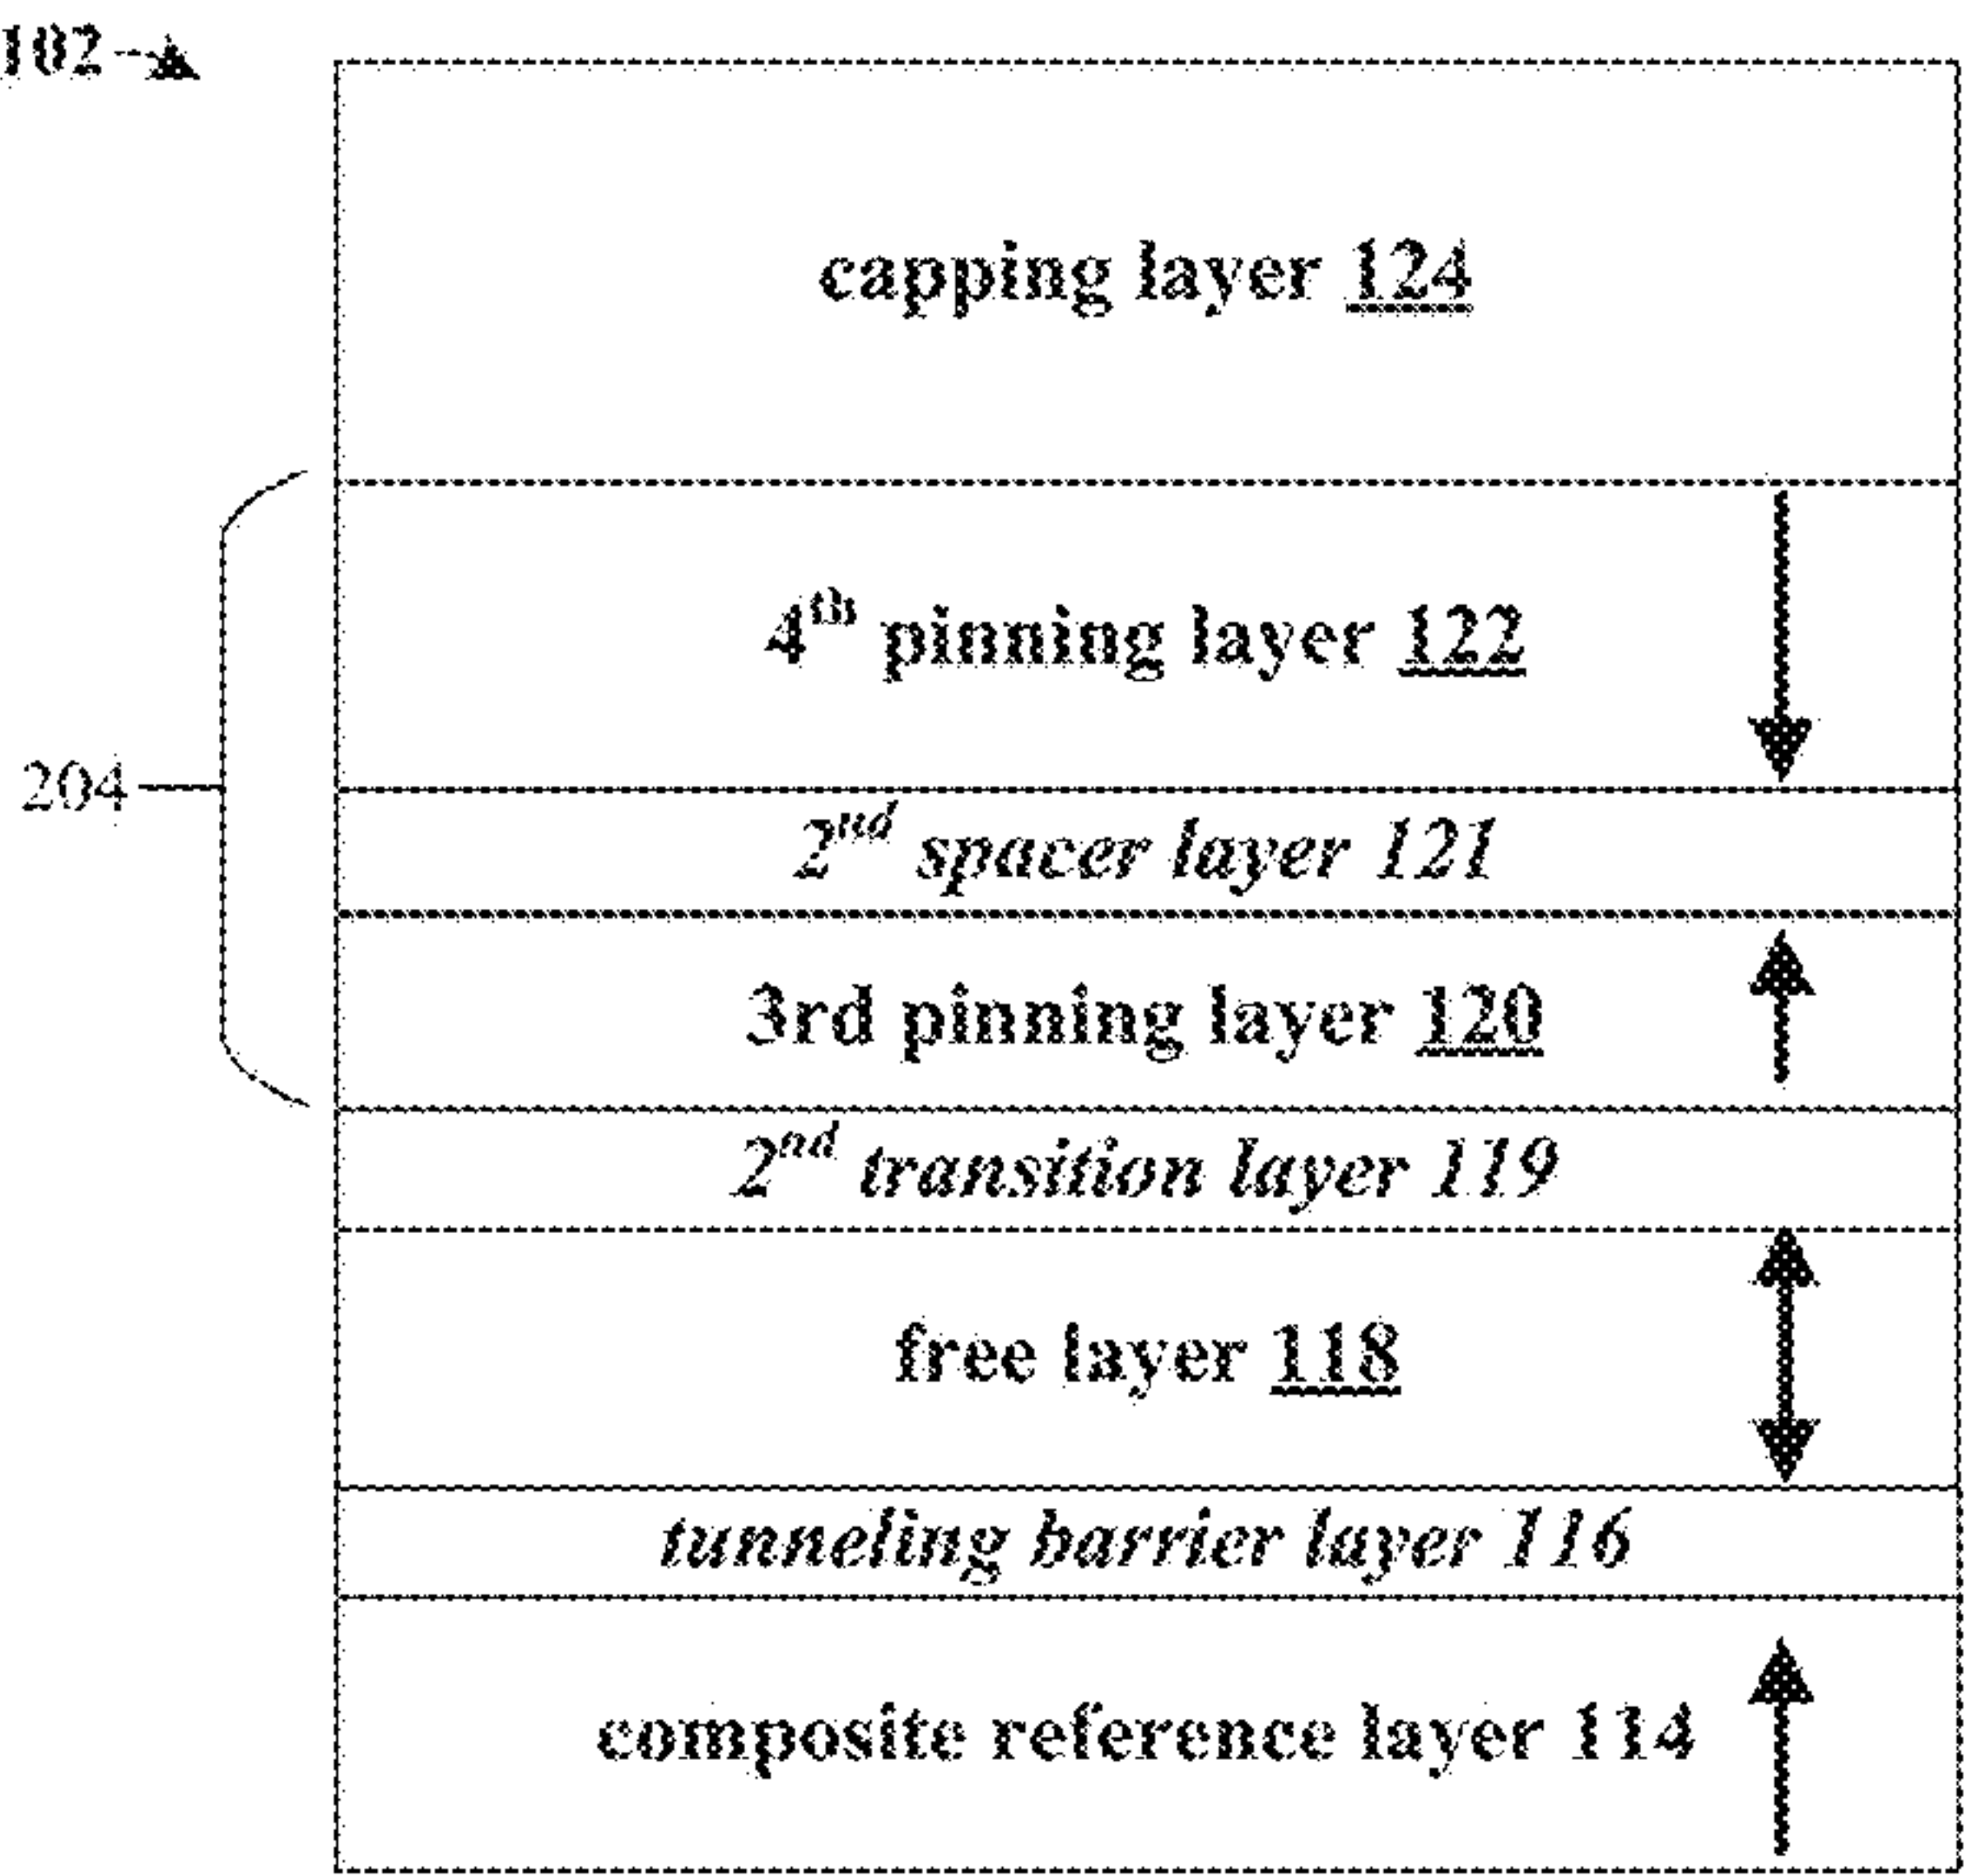 102
capping layer 124
4th pinning layer 122
204
2nd spacer layer 121
3rd pinning layer 120
2nd transition layer 119
free layer 118
tunneling barrier layer 116
composite reference layer 114